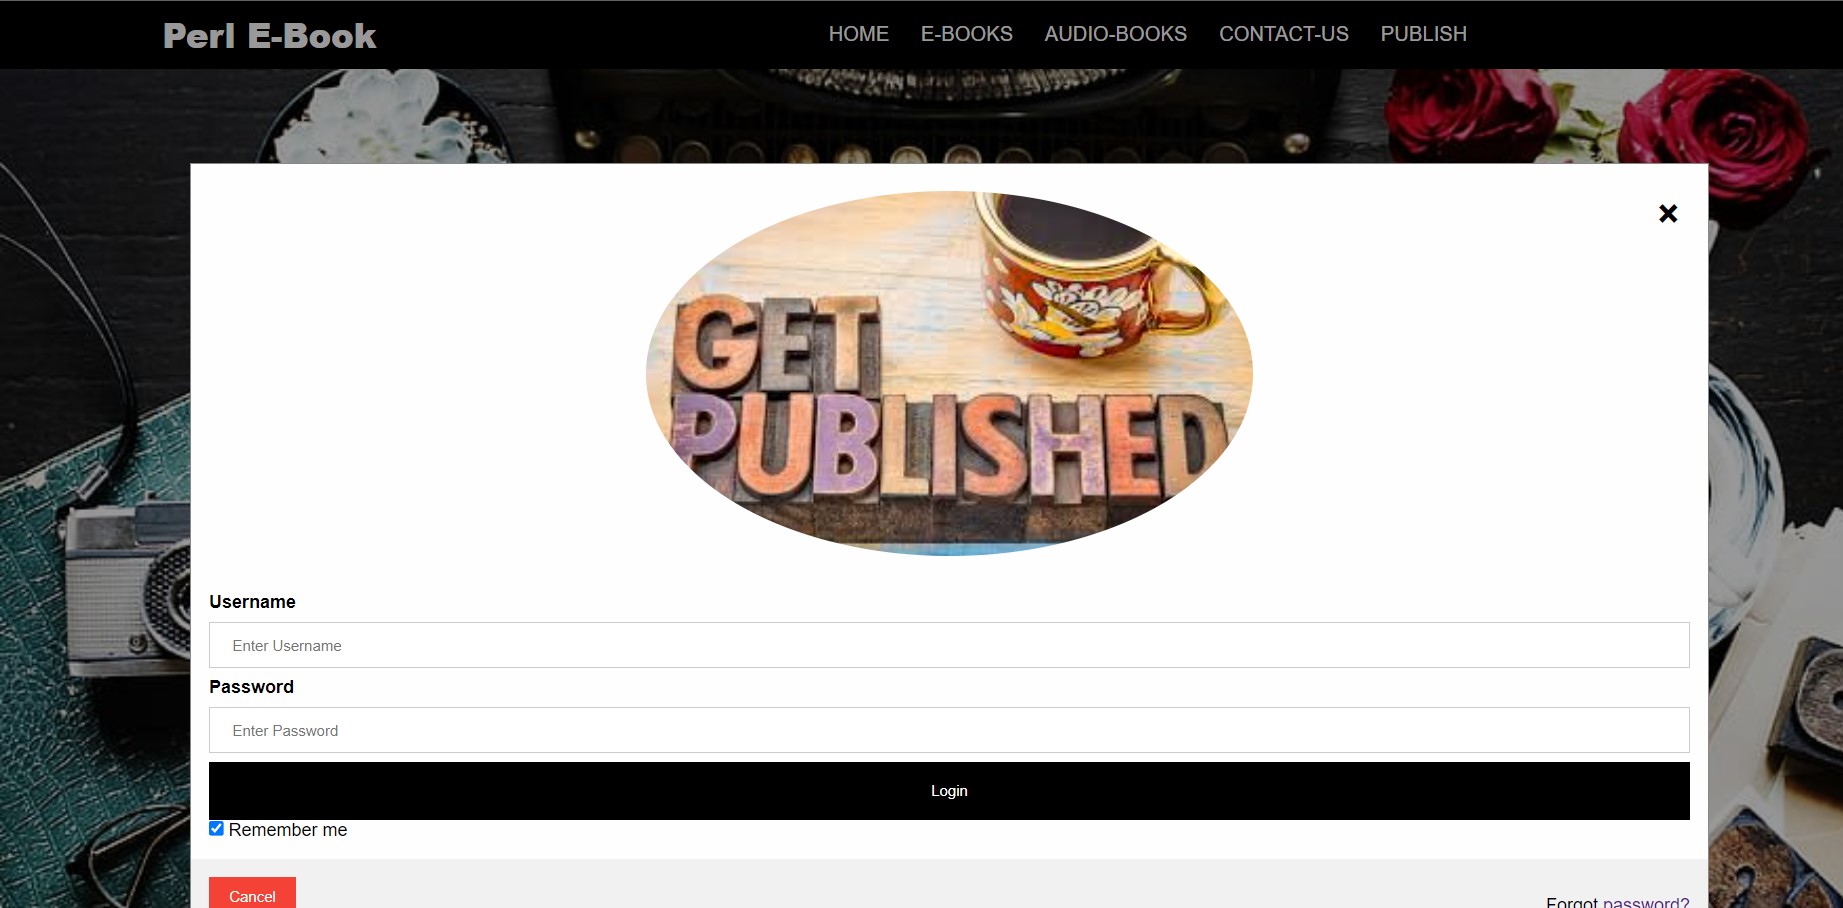 Perl E-Book
HOME E-BOOKS AUDIO-BOOKS CONTACT-US PUBLISH
×
GET
PUBLISHED
Username
Enter Username
Password
Enter Password
Login
Remember me
Cancel
Forgot password?